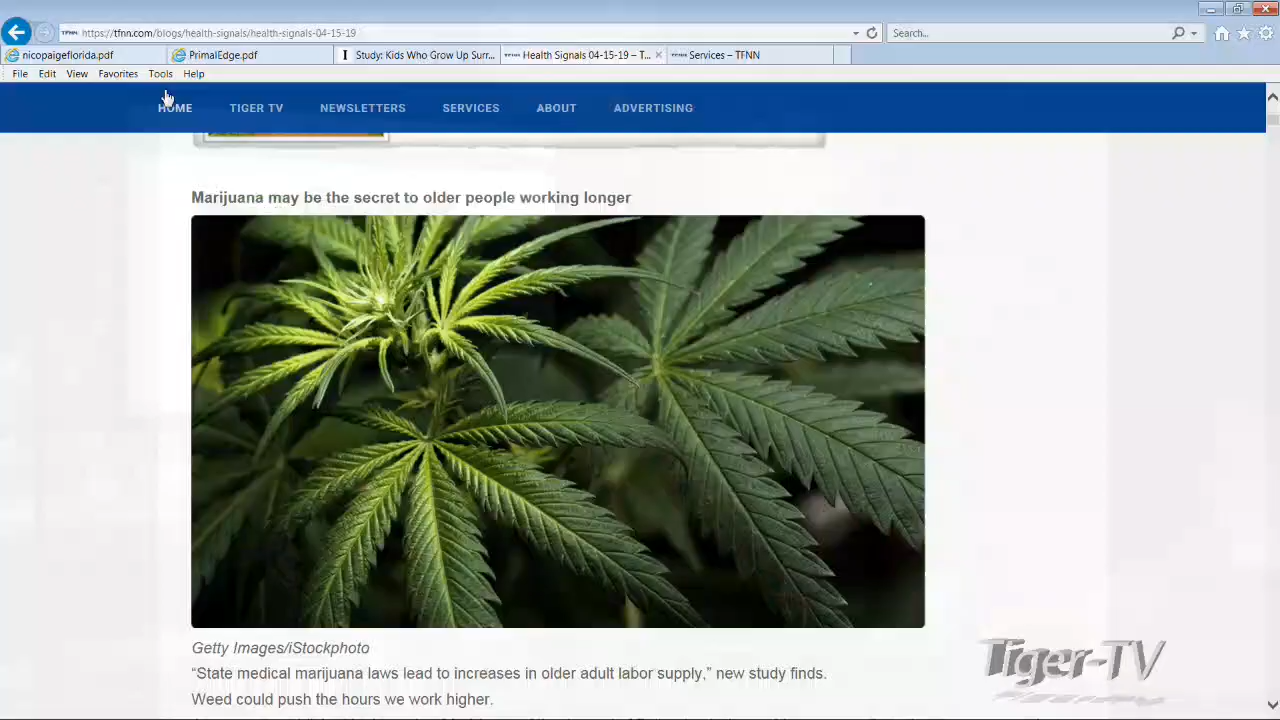 https://tfnn.com/blogs/health-signals/health-signals-04-15-19
Search...
nicopaigeflorida.pdf
PrimalEdge.pdf
Study: Kids Who Grow Up Surr...
Health Signals 04-15-19 – T...
Services – TFNN
File Edit View Favorites Tools Help
HOME TIGER TV NEWSLETTERS SERVICES ABOUT ADVERTISING
Marijuana may be the secret to older people working longer
Getty Images/iStockphoto
“State medical marijuana laws lead to increases in older adult labor supply,” new study finds.
Weed could push the hours we work higher.
Tiger-TV